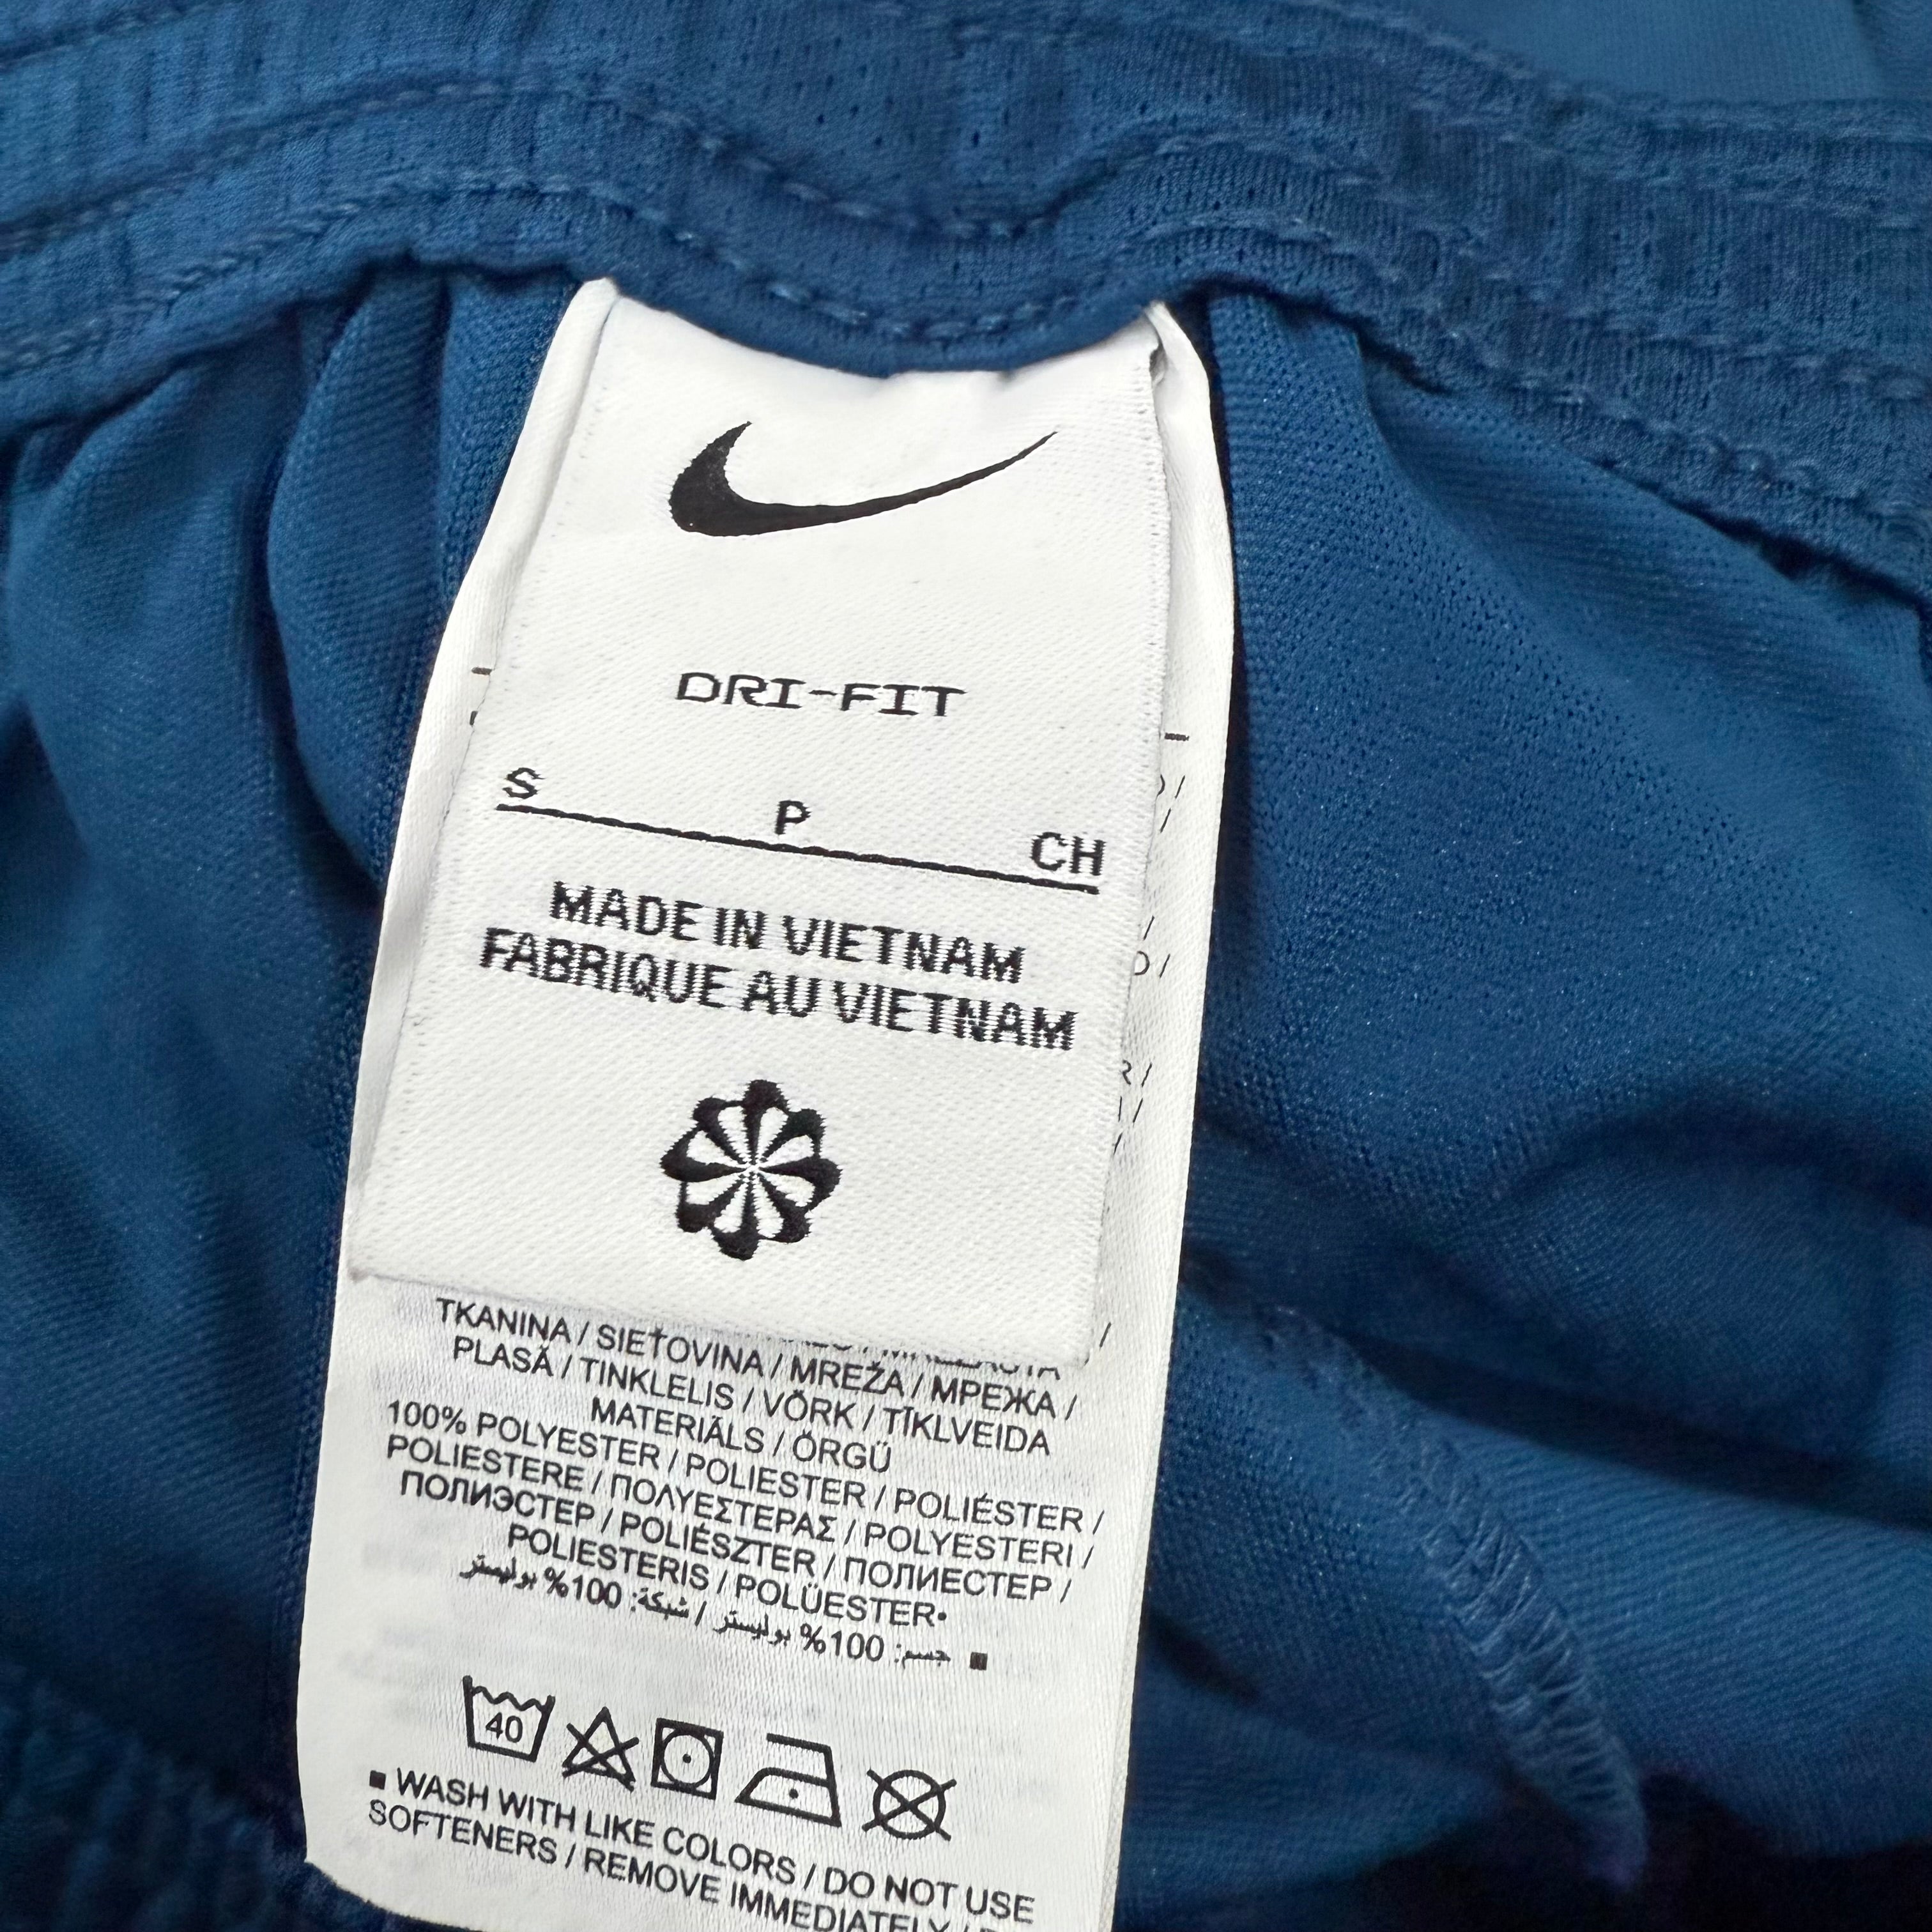 DRI-FIT
S P CH
MADE IN VIETNAM
FABRIQUE AU VIETNAM
TKANINA / SIEŤOVINA / MREŽA / МРЕЖА /
PLASĂ / TINKLELIS / VÕRK / TĪKLVEIDA
MATERIĀLS / ÖRGÜ
100% POLYESTER / POLIESTER / POLIÉSTER /
POLIESTERE / ΠΟΛΥΕΣΤΕΡΑΣ / POLYESTERI /
ПОЛИЭСТЕР / POLIÉSZTER / ПОЛИЕСТЕР /
POLIESTERIS / POLÜESTER•
■ جسم: 100% بوليستر / شبكة: 100% بوليستر
40
■ WASH WITH LIKE COLORS / DO NOT USE
SOFTENERS / REMOVE IMMEDIATELY /